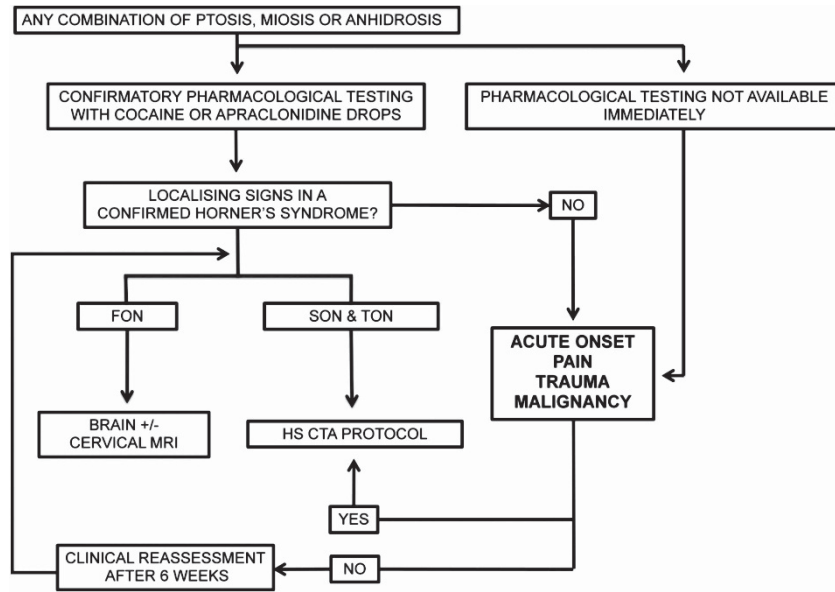 ANY COMBINATION OF PTOSIS, MIOSIS OR ANHIDROSIS
CONFIRMATORY PHARMACOLOGICAL TESTING
WITH COCAINE OR APRACLONIDINE DROPS
PHARMACOLOGICAL TESTING NOT AVAILABLE
IMMEDIATELY
LOCALISING SIGNS IN A
CONFIRMED HORNER'S SYNDROME?
NO
FON
SON & TON
ACUTE ONSET
PAIN
TRAUMA
MALIGNANCY
BRAIN +/-
CERVICAL MRI
HS CTA PROTOCOL
YES
CLINICAL REASSESSMENT
AFTER 6 WEEKS
NO